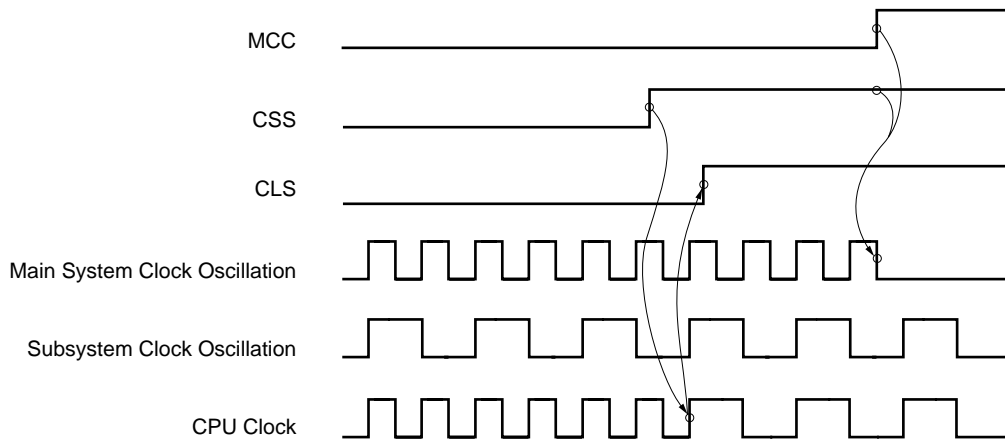 MCC
CSS
CLS
Main System Clock Oscillation
Subsystem Clock Oscillation
CPU Clock